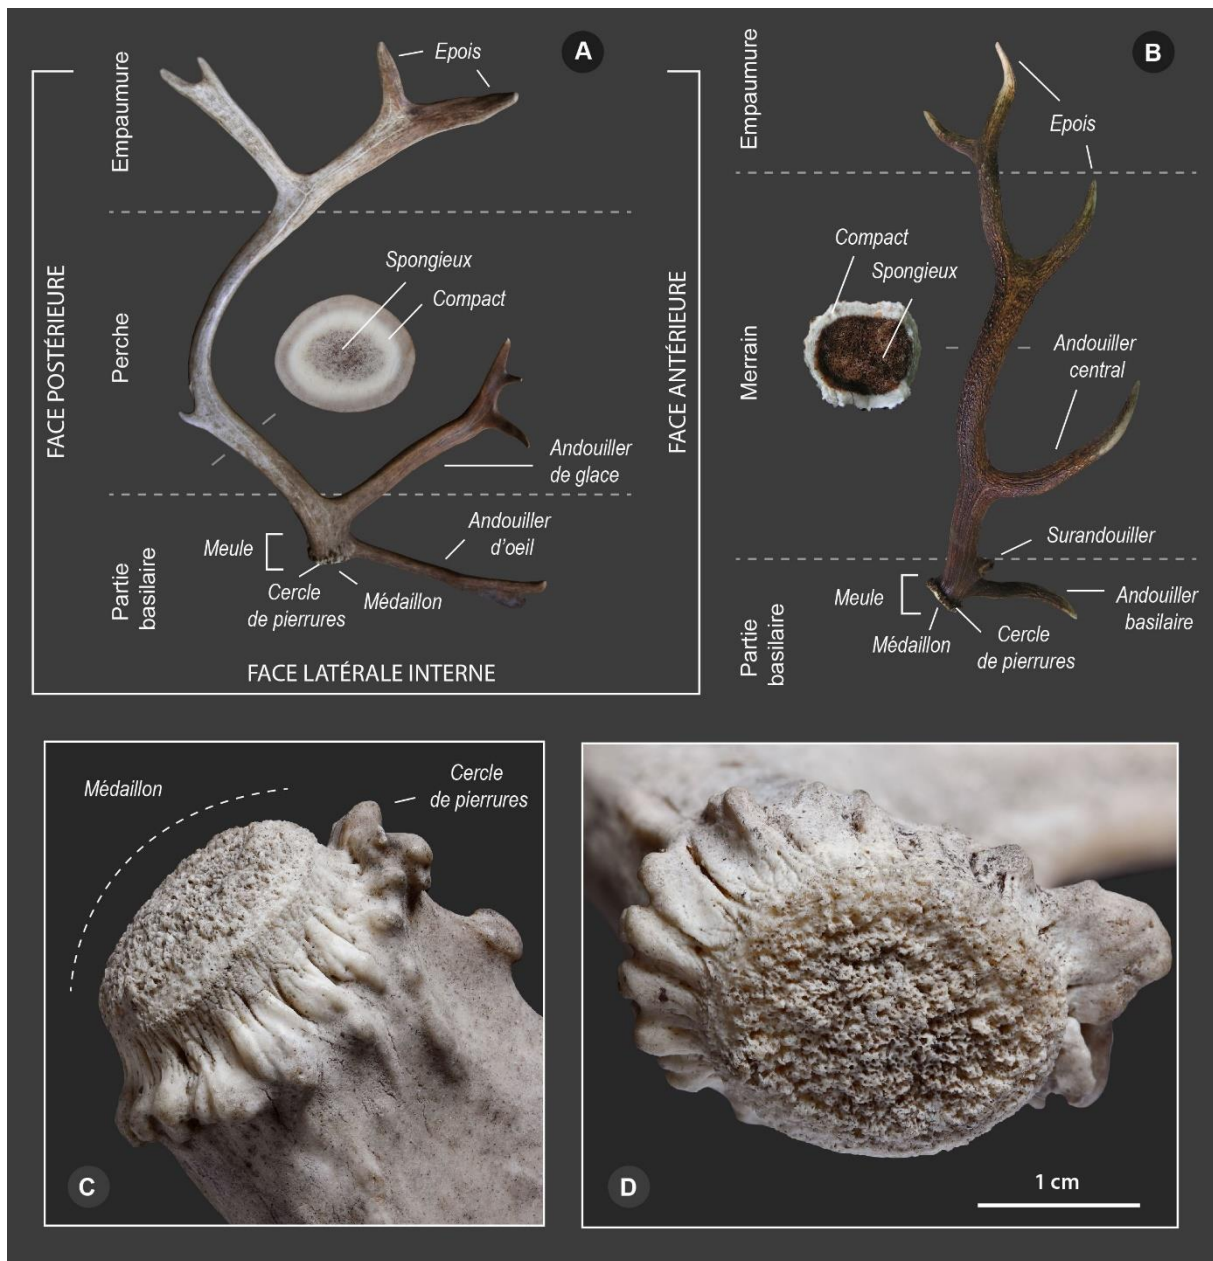 A
Epois
Empaumure
FACE POSTÉRIEURE
Perche
Spongieux
Compact
FACE ANTÉRIEURE
Andouiller
de glace
Andouiller
d'oeil
Meule
Cercle
de pierrures
Médaillon
Partie
basilaire
FACE LATÉRALE INTERNE
B
Empaumure
Epois
Compact
Spongieux
Merrain
Andouiller
central
Surandouiller
Meule
Andouiller
basilaire
Médaillon
Cercle
de pierrures
Partie
basilaire
Médaillon
Cercle
de pierrures
C
D
1 cm